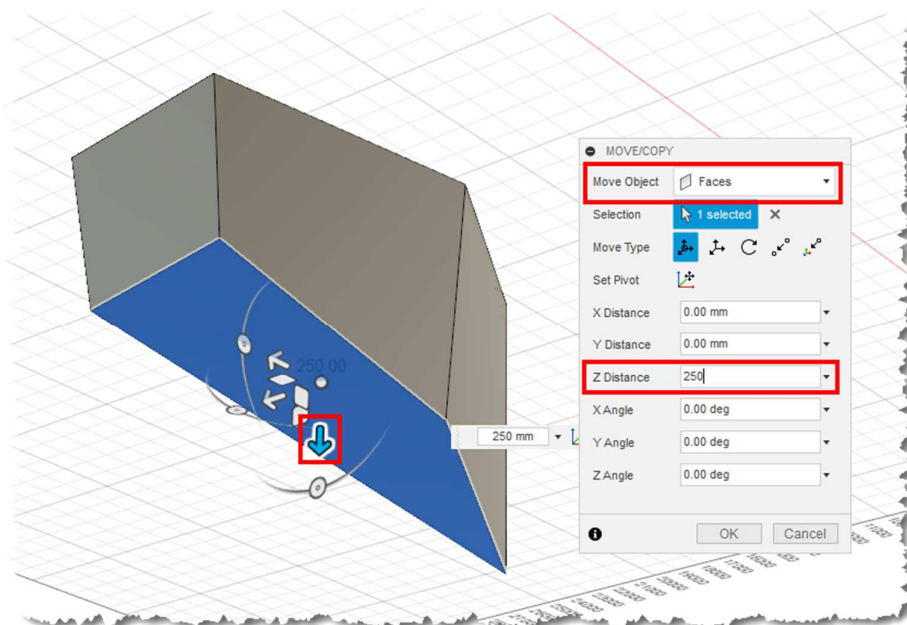 MOVE/COPY
Move Object Faces
Selection 1 selected
Move Type
Set Pivot
X Distance 0.00 mm
Y Distance 0.00 mm
Z Distance 250
X Angle 0.00 deg
Y Angle 0.00 deg
Z Angle 0.00 deg
OK Cancel
250.00
250 mm